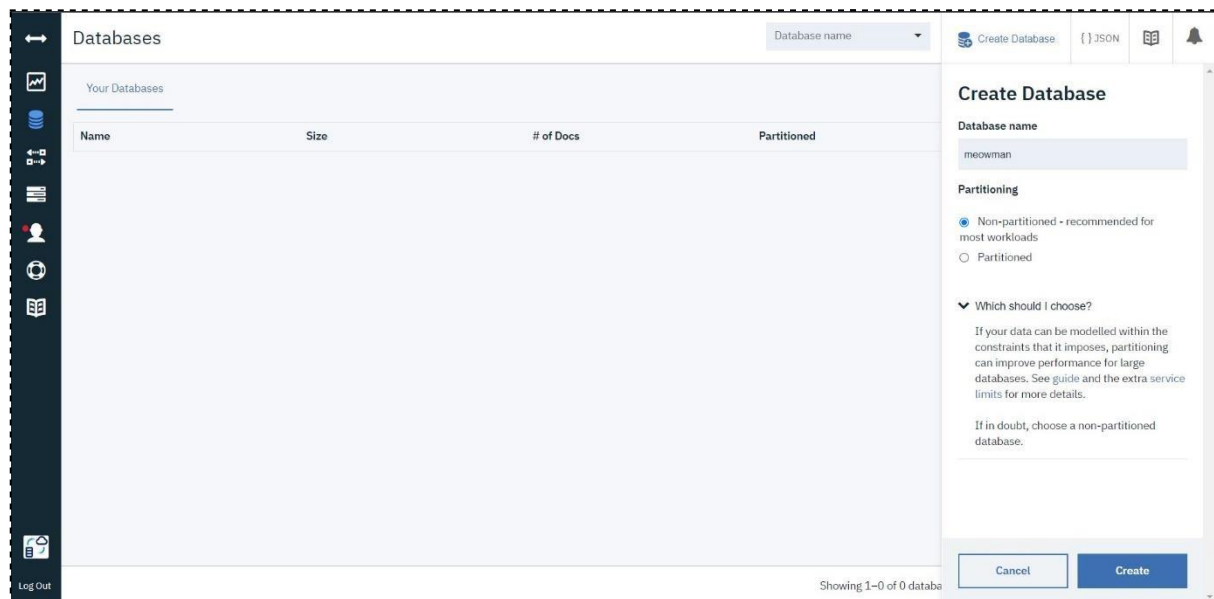 Databases
Database name
Create Database
{ } JSON
Your Databases
Name Size # of Docs Partitioned
Create Database
Database name
meowman
Partitioning
Non-partitioned - recommended for
most workloads
Partitioned
Which should I choose?
If your data can be modelled within the
constraints that it imposes, partitioning
can improve performance for large
databases. See guide and the extra service
limits for more details.
If in doubt, choose a non-partitioned
database.
Cancel
Create
Log Out
Showing 1–0 of 0 databa